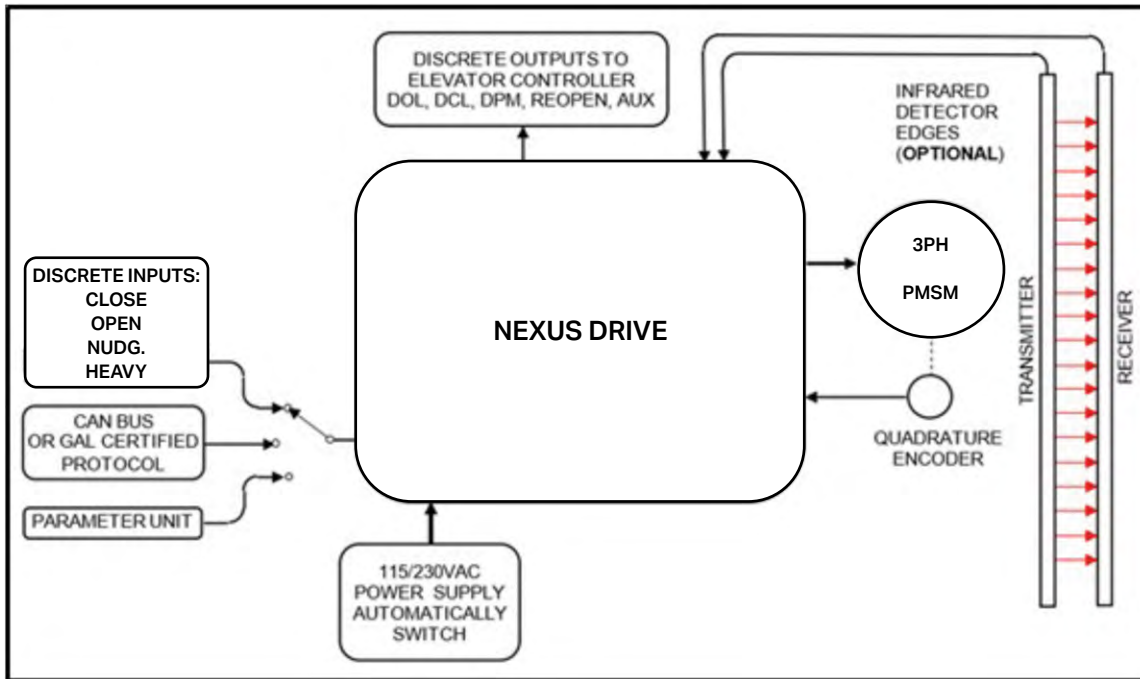 DISCRETE OUTPUTS TO
ELEVATOR CONTROLLER
DOL, DCL, DPM, REOPEN, AUX
INFRARED
DETECTOR
EDGES
(OPTIONAL)
DISCRETE INPUTS:
CLOSE
OPEN
NUDG.
HEAVY
NEXUS DRIVE
3PH
PMSM
TRANSMITTER
RECEIVER
CAN BUS
OR GAL CERTIFIED
PROTOCOL
QUADRATURE
ENCODER
PARAMETER UNIT
115/230VAC
POWER SUPPLY
AUTOMATICALLY
SWITCH